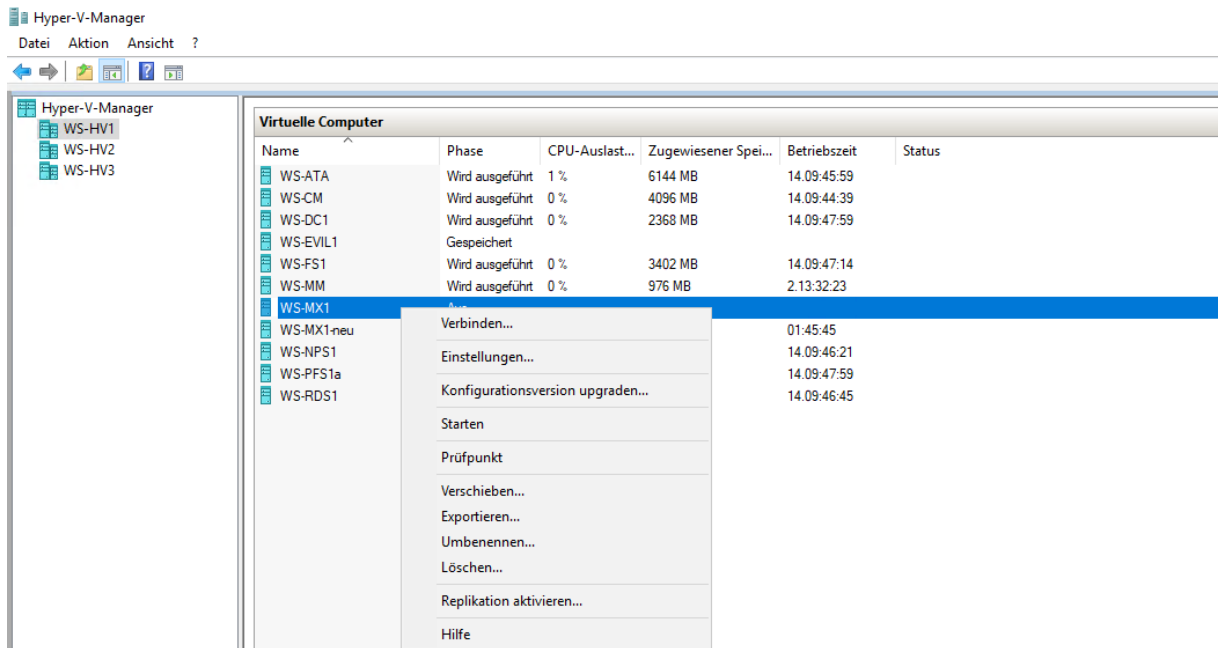 Hyper-V-Manager
Datei Aktion Ansicht ?
Hyper-V-Manager
WS-HV1
WS-HV2
WS-HV3
Virtuelle Computer
Name Phase CPU-Auslast... Zugewiesener Spei... Betriebszeit Status
WS-ATA Wird ausgeführt 1 % 6144 MB 14.09:45:59
WS-CM Wird ausgeführt 0 % 4096 MB 14.09:44:39
WS-DC1 Wird ausgeführt 0 % 2368 MB 14.09:47:59
WS-EVIL1 Gespeichert
WS-FS1 Wird ausgeführt 0 % 3402 MB 14.09:47:14
WS-MM Wird ausgeführt 0 % 976 MB 2.13:32:23
WS-MX1
WS-MX1-neu 01:45:45
WS-NPS1 14.09:46:21
WS-PFS1a 14.09:47:59
WS-RDS1 14.09:46:45
Verbinden...
Einstellungen...
Konfigurationsversion upgraden...
Starten
Prüfpunkt
Verschieben...
Exportieren...
Umbenennen...
Löschen...
Replikation aktivieren...
Hilfe